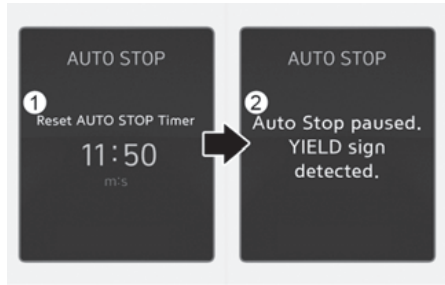 AUTO STOP
1
Reset AUTO STOP Timer
11:50
m:s
AUTO STOP
2
Auto Stop paused.
YIELD sign
detected.